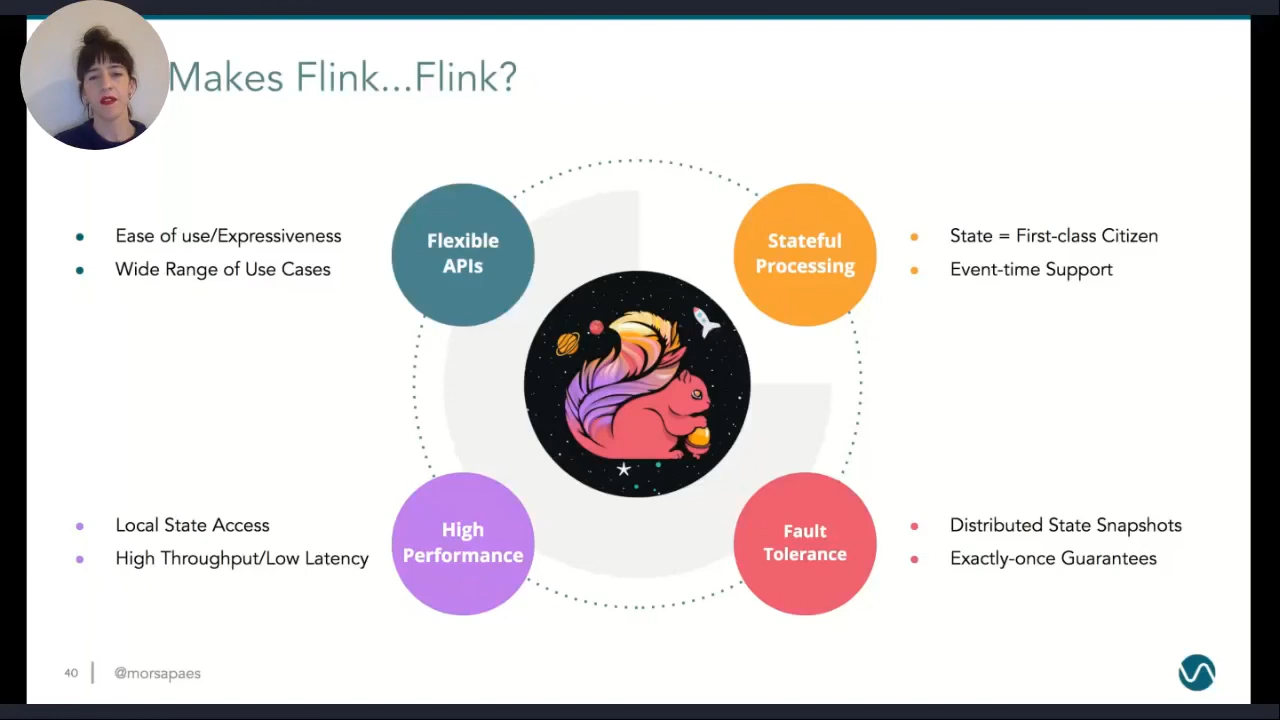 Makes Flink...Flink?
Flexible
APIs
Ease of use/Expressiveness
Wide Range of Use Cases
Stateful
Processing
State = First-class Citizen
Event-time Support
High
Performance
Local State Access
High Throughput/Low Latency
Fault
Tolerance
Distributed State Snapshots
Exactly-once Guarantees
40
@morsapaes